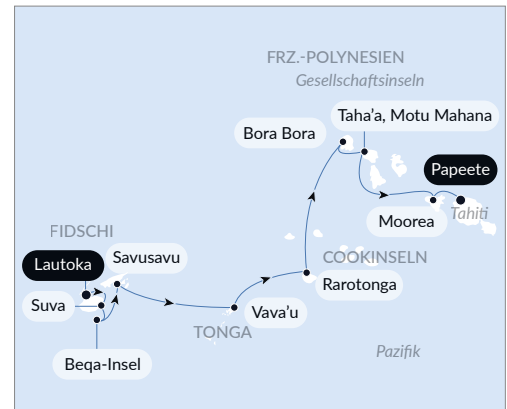 FRZ.-POLYNESIEN
Gesellschaftsinseln
Taha’a, Motu Mahana
Bora Bora
Papeete
Moorea
Tahiti
FIDSCHI
Savusavu
Lautoka
COOKINSELN
Rarotonga
Suva
Vava’u
TONGA
Beqa-Insel
Pazifik